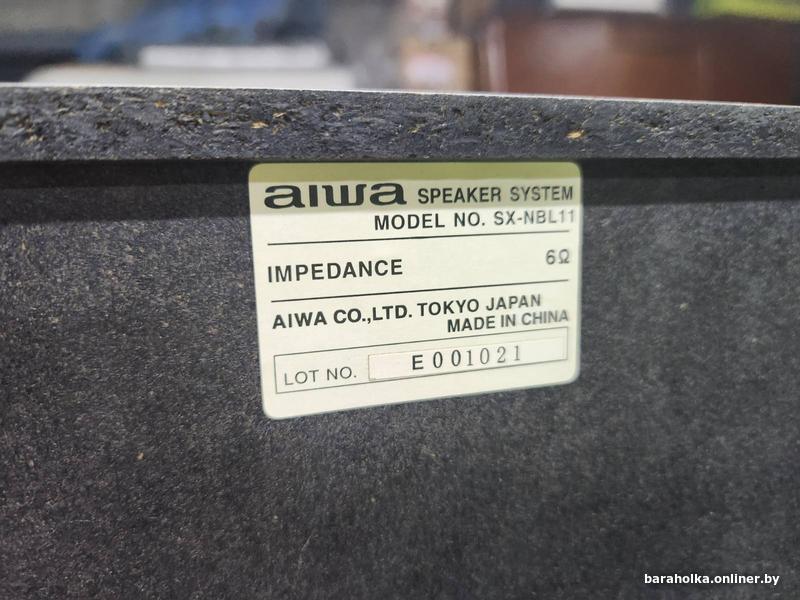 aiwa SPEAKER SYSTEM
MODEL NO. SX-NBL11
IMPEDANCE 6Ω
AIWA CO.,LTD. TOKYO JAPAN
MADE IN CHINA
LOT NO. E001021
baraholka.onliner.by